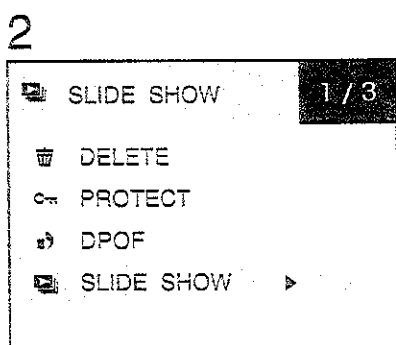 2
SLIDE SHOW 1/3
DELETE
PROTECT
DPOF
SLIDE SHOW